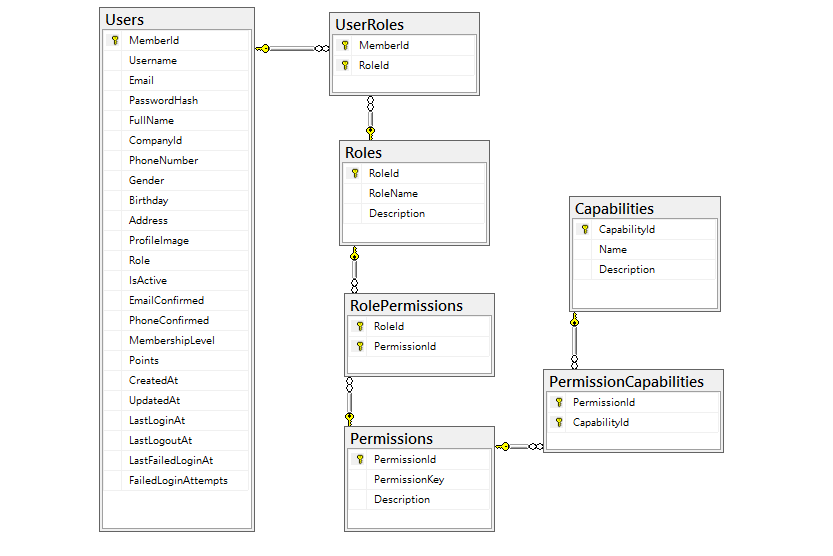 Users
MemberId
Username
Email
PasswordHash
FullName
CompanyId
PhoneNumber
Gender
Birthday
Address
ProfileImage
Role
IsActive
EmailConfirmed
PhoneConfirmed
MembershipLevel
Points
CreatedAt
UpdatedAt
LastLoginAt
LastLogoutAt
LastFailedLoginAt
FailedLoginAttempts
UserRoles
MemberId
RoleId
Roles
RoleId
RoleName
Description
RolePermissions
RoleId
PermissionId
Permissions
PermissionId
PermissionKey
Description
Capabilities
CapabilityId
Name
Description
PermissionCapabilities
PermissionId
CapabilityId